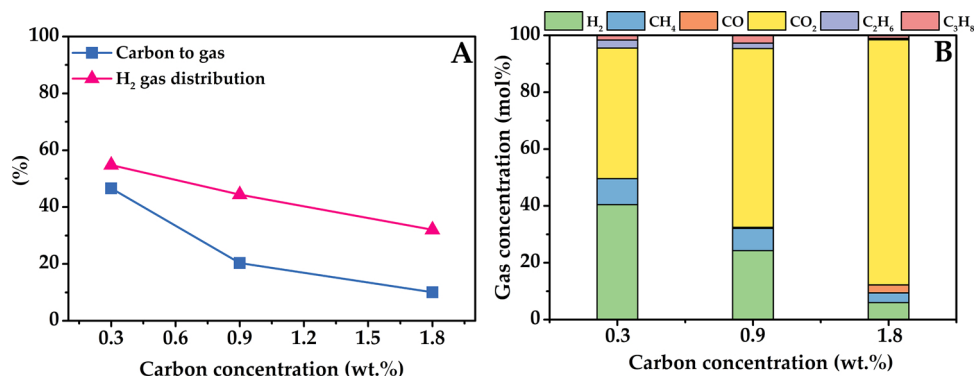 A
Carbon to gas
H₂ gas distribution
(%)
100
80
60
40
20
0
0.3 0.6 0.9 1.2 1.5 1.8
Carbon concentration (wt.%)
H₂ CH₄ CO CO₂ C₂H₆ C₃H₈
B
Gas concentration (mol%)
100
80
60
40
20
0
0.3 0.9 1.8
Carbon concentration (wt.%)